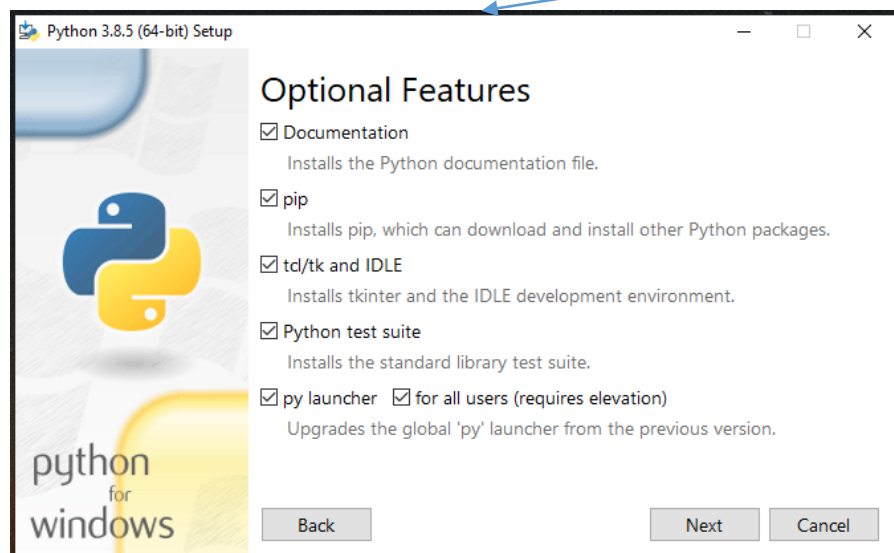 Python 3.8.5 (64-bit) Setup
Optional Features
Documentation
Installs the Python documentation file.
pip
Installs pip, which can download and install other Python packages.
tcl/tk and IDLE
Installs tkinter and the IDLE development environment.
Python test suite
Installs the standard library test suite.
py launcher for all users (requires elevation)
Upgrades the global 'py' launcher from the previous version.
python
for
windows
Back Next Cancel